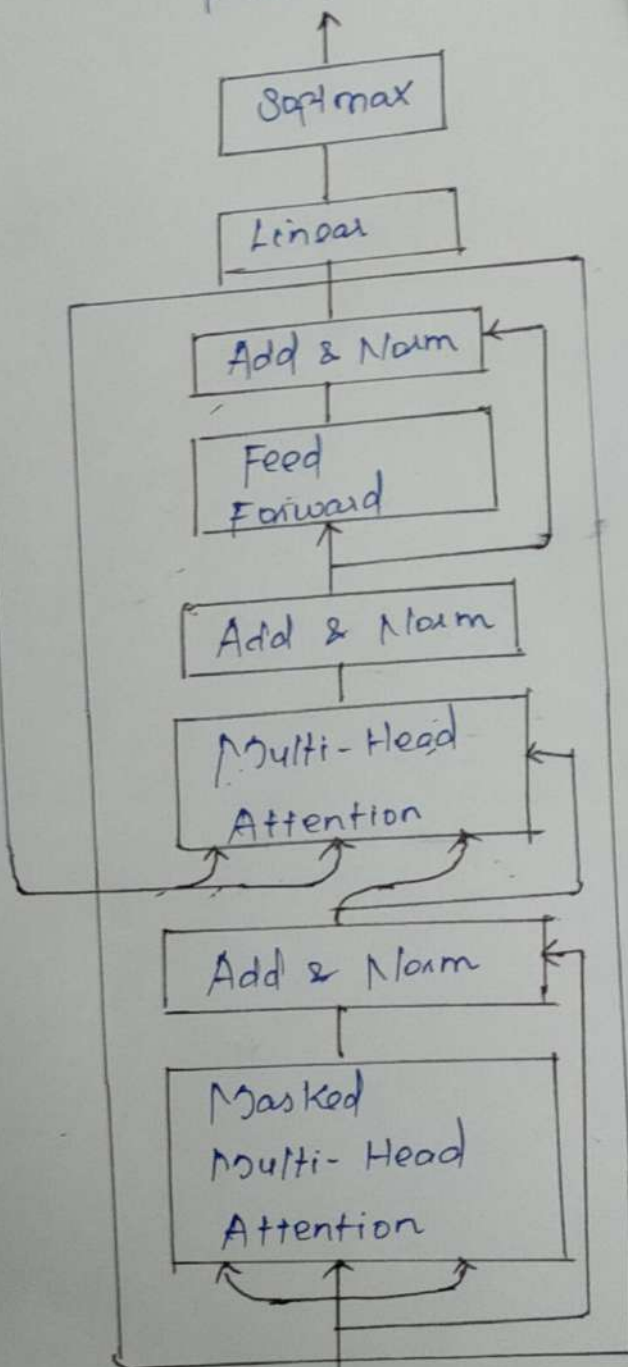 Softmax
Linear
Add & Norm
Feed
Forward
Add & Norm
Multi-Head
Attention
Add & Norm
Masked
Multi-Head
Attention